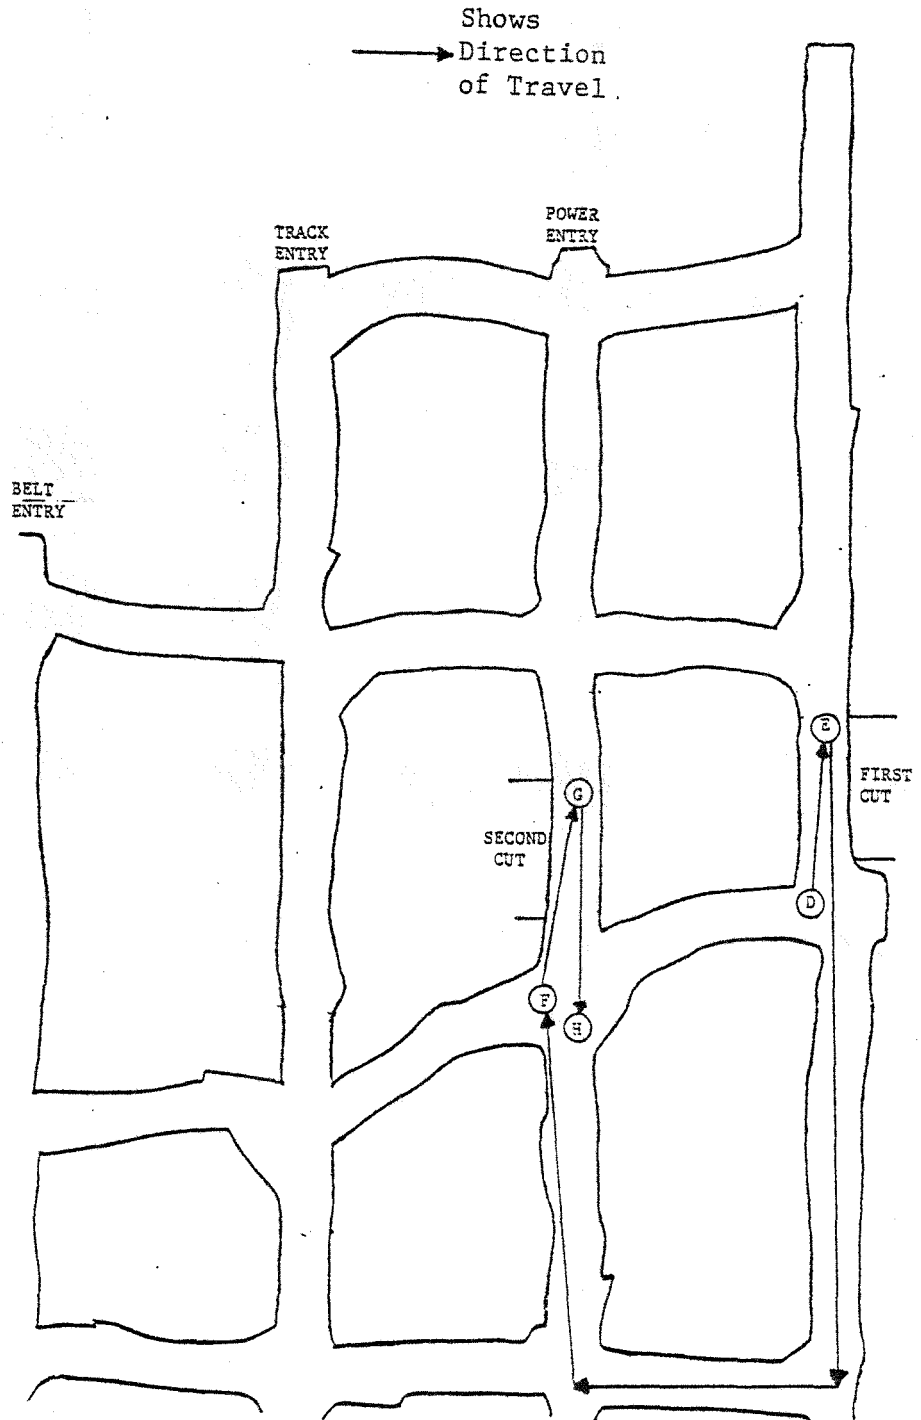 Shows
Direction
of Travel.
POWER
ENTRY
TRACK
ENTRY
BELT
ENTRY
E
FIRST
CUT
G
SECOND
CUT
D
F
H